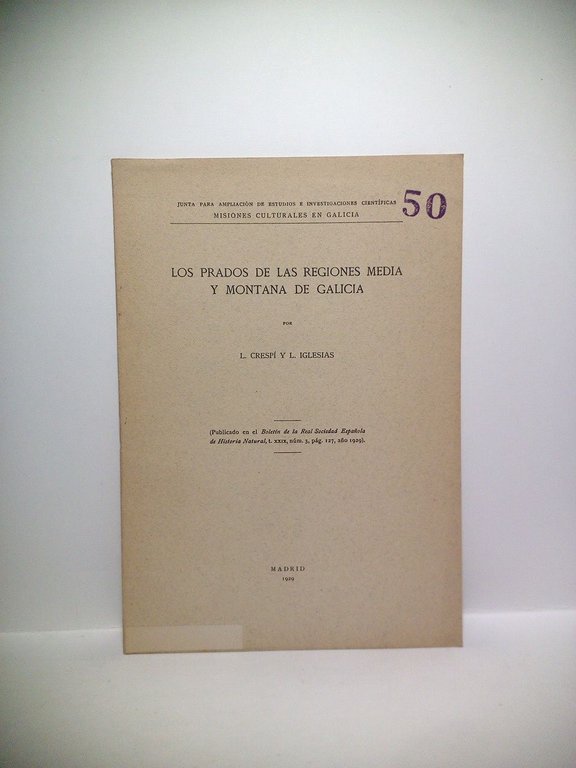 JUNTA PARA AMPLIACIÓN DE ESTUDIOS E INVESTIGACIONES CIENTÍFICAS
MISIONES CULTURALES EN GALICIA
50
LOS PRADOS DE LAS REGIONES MEDIA
Y MONTANA DE GALICIA
POR
L. CRESPÍ Y L. IGLESIAS
(Publicado en el Boletín de la Real Sociedad Española
de Historia Natural, t. XXIX, núm. 3, pág. 127, año 1929).
MADRID
1929